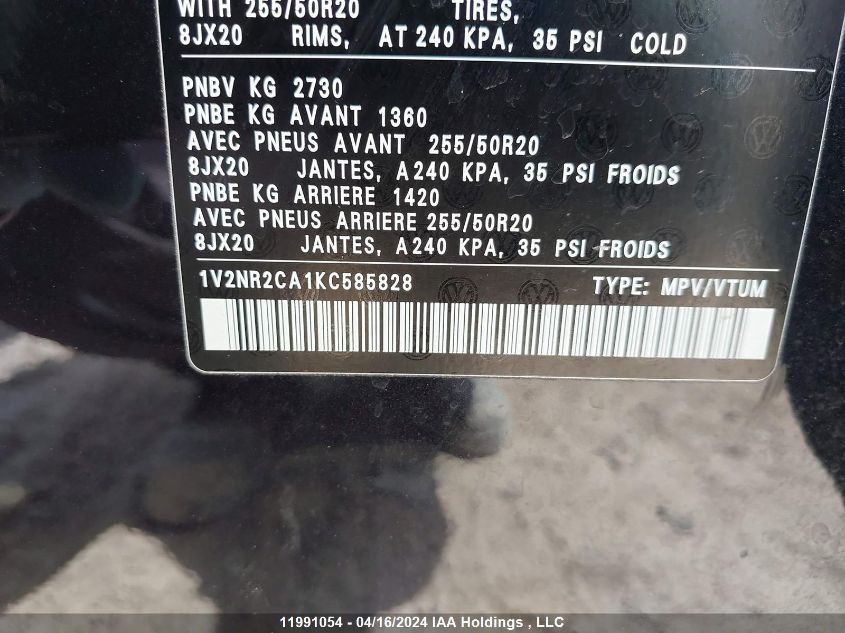 WITH 255/50R20 TIRES,
8JX20 RIMS, AT 240 KPA, 35 PSI COLD
PNBV KG 2730
PNBE KG AVANT 1360
AVEC PNEUS AVANT 255/50R20
8JX20 JANTES, A 240 KPA, 35 PSI FROIDS
PNBE KG ARRIERE 1420
AVEC PNEUS ARRIERE 255/50R20
8JX20 JANTES, A 240 KPA, 35 PSI FROIDS
1V2NR2CA1KC585828 TYPE: MPV/VTUM
11991054 - 04/16/2024 IAA Holdings , LLC